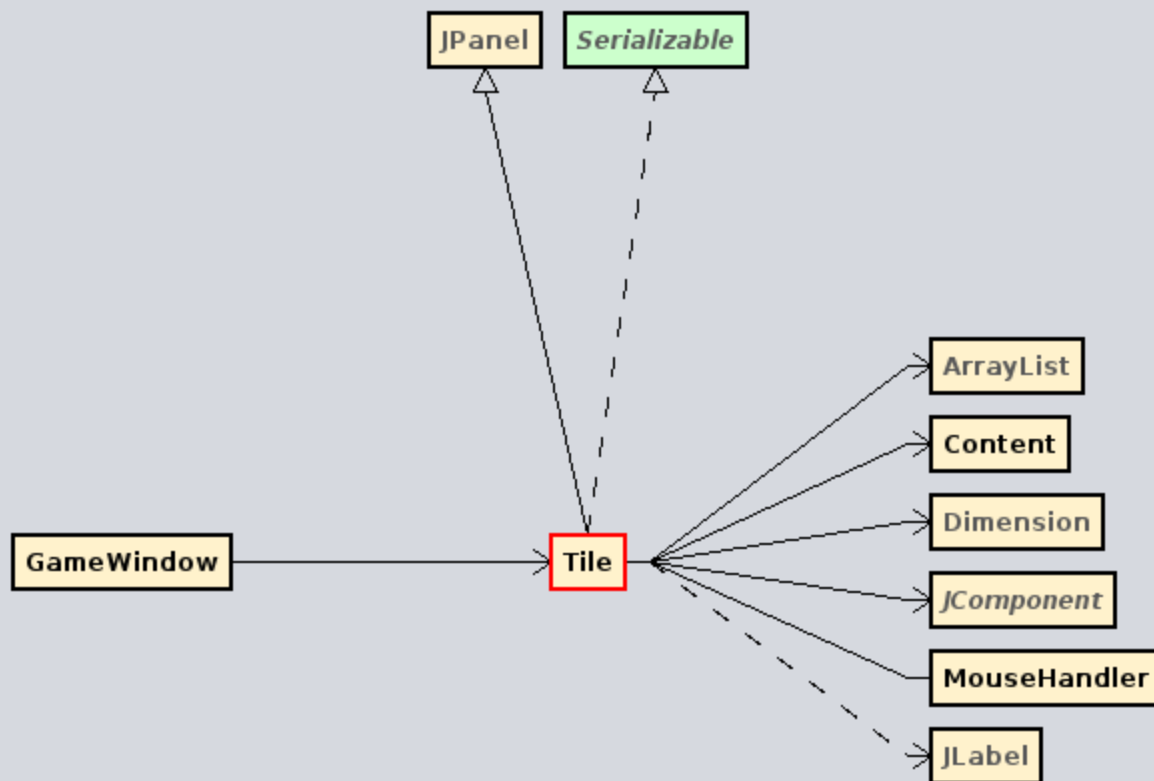 JPanel
Serializable
ArrayList
Content
Dimension
GameWindow
Tile
JComponent
MouseHandler
JLabel